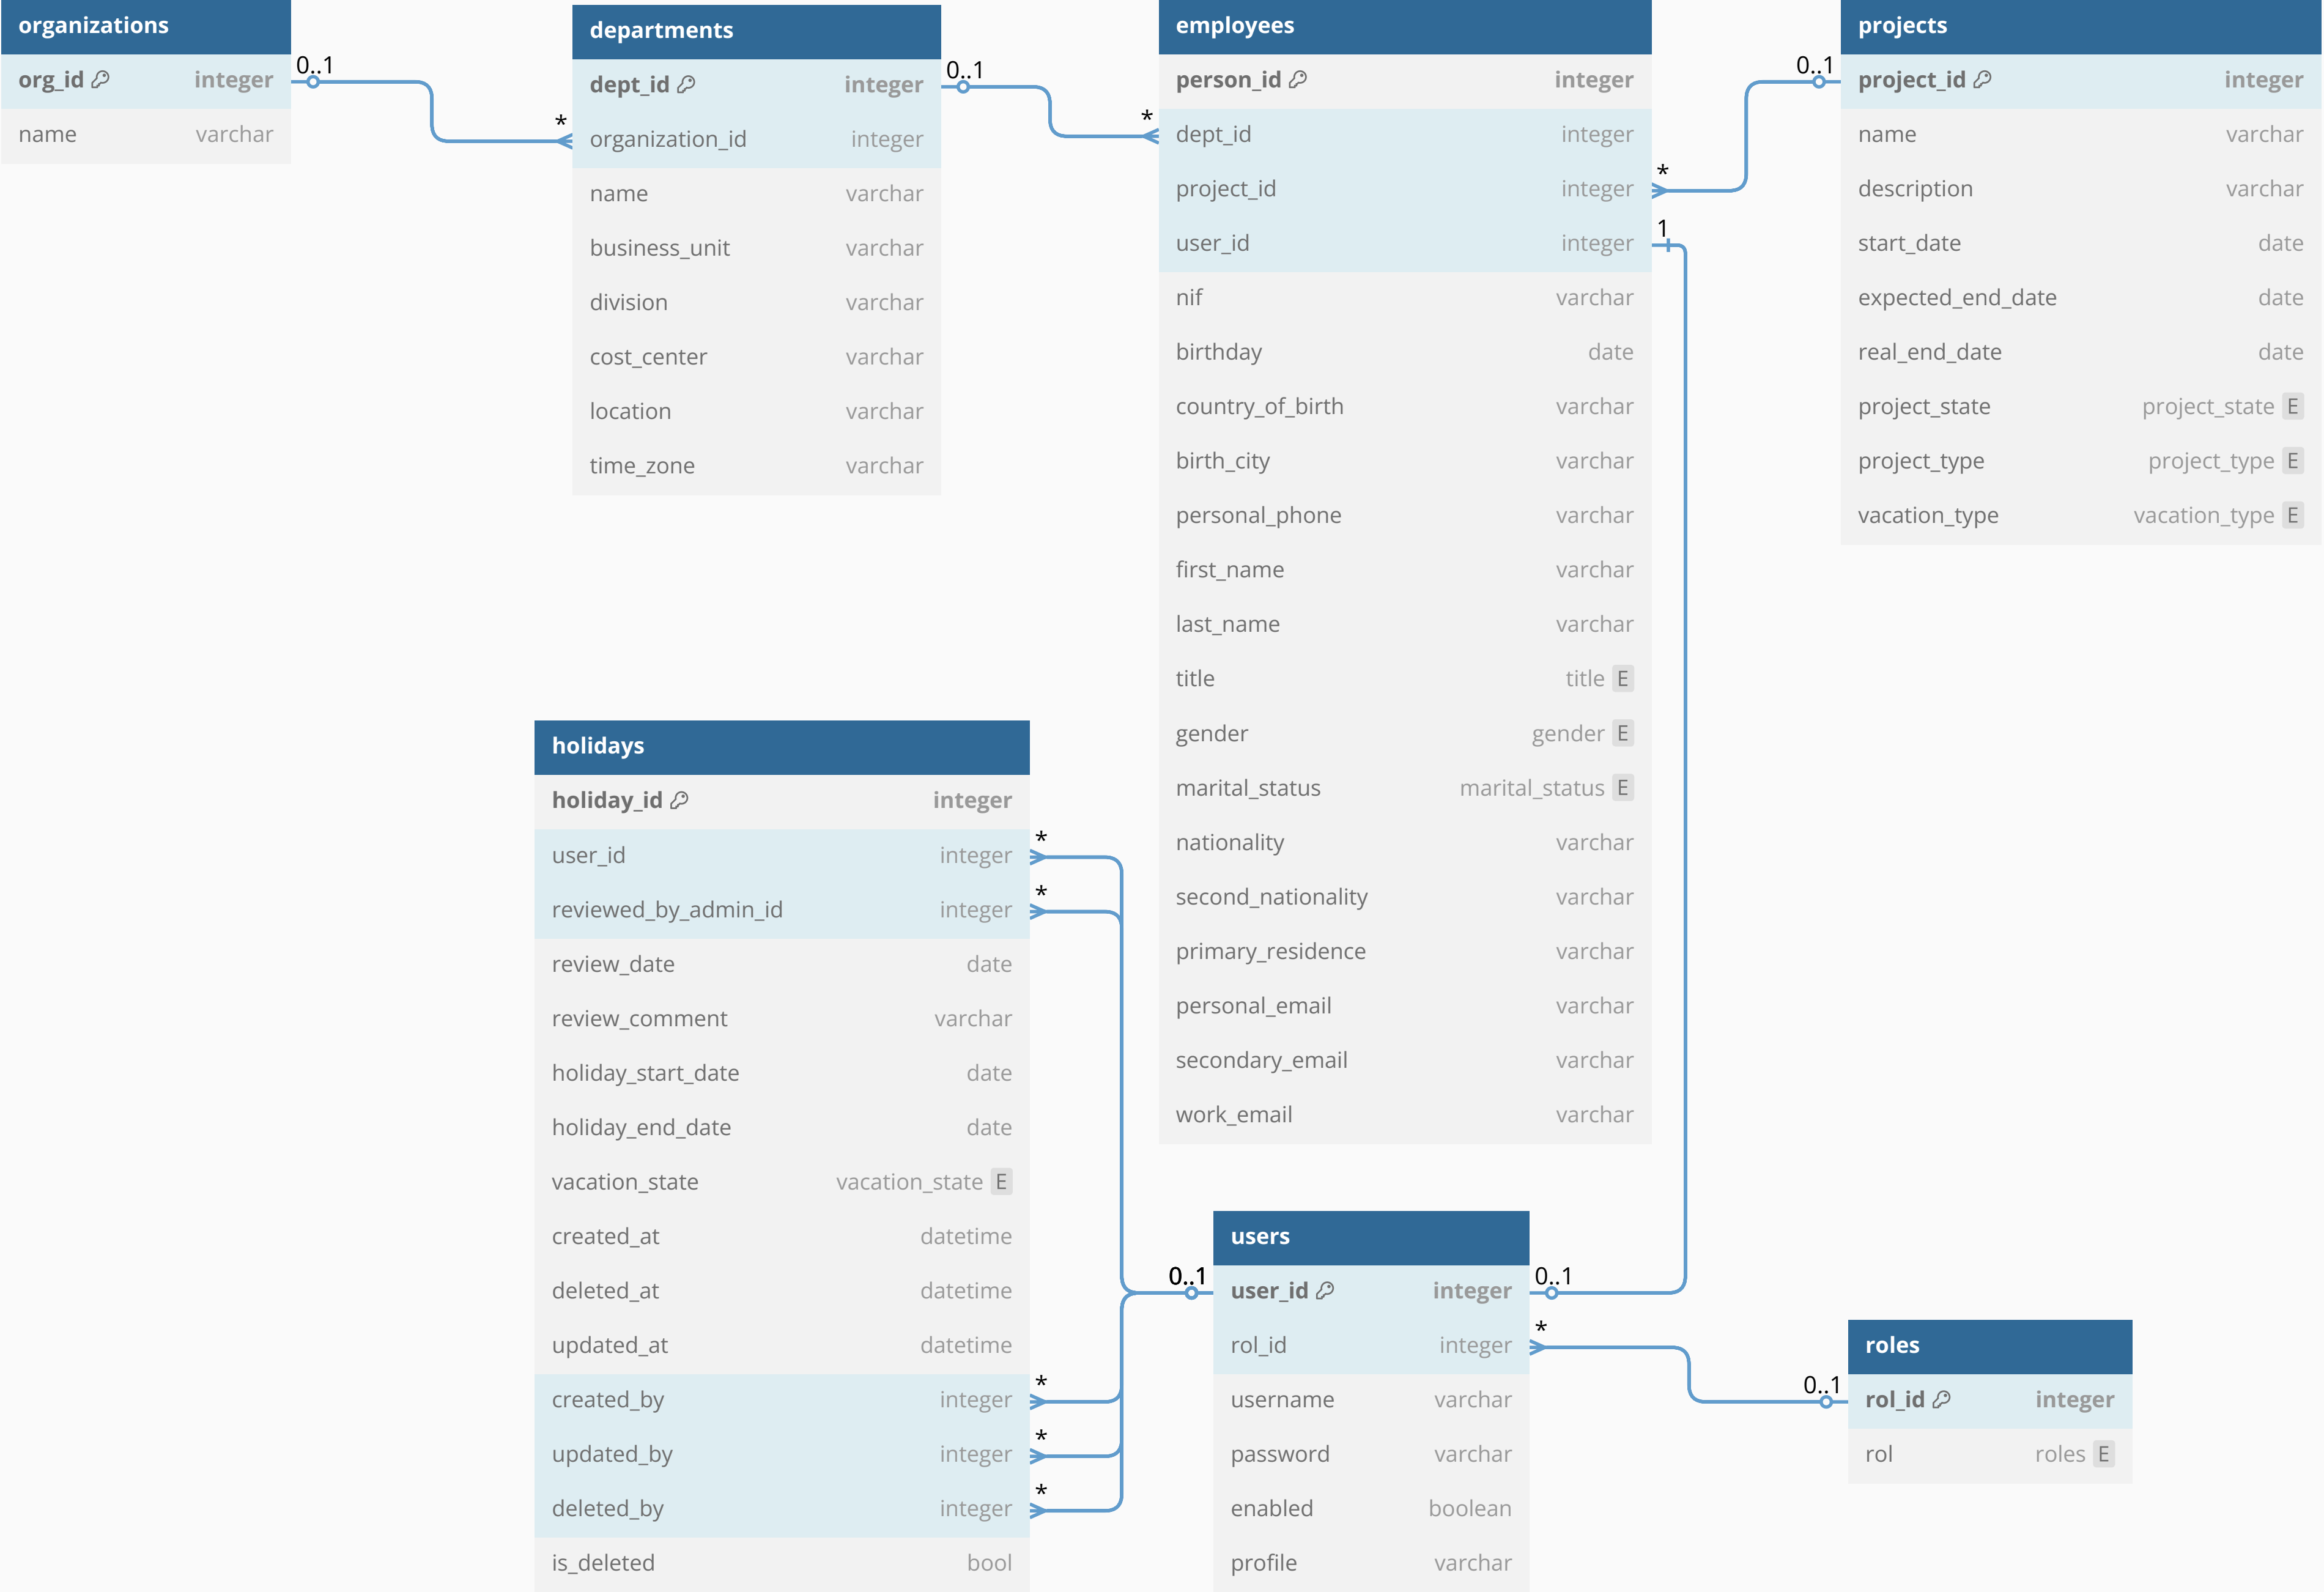 organizations
org_id integer
name varchar
0..1
*
departments
dept_id integer
organization_id integer
name varchar
business_unit varchar
division varchar
cost_center varchar
location varchar
time_zone varchar
0..1
*
employees
person_id integer
dept_id integer
project_id integer
user_id integer
nif varchar
birthday date
country_of_birth varchar
birth_city varchar
personal_phone varchar
first_name varchar
last_name varchar
title title E
gender gender E
marital_status marital_status E
nationality varchar
second_nationality varchar
primary_residence varchar
personal_email varchar
secondary_email varchar
work_email varchar
*
1
0..1
projects
project_id integer
name varchar
description varchar
start_date date
expected_end_date date
real_end_date date
project_state project_state E
project_type project_type E
vacation_type vacation_type E
holidays
holiday_id integer
user_id integer
reviewed_by_admin_id integer
review_date date
review_comment varchar
holiday_start_date date
holiday_end_date date
vacation_state vacation_state E
created_at datetime
deleted_at datetime
updated_at datetime
created_by integer
updated_by integer
deleted_by integer
is_deleted bool
*
*
*
*
*
0..1
users
user_id integer
rol_id integer
username varchar
password varchar
enabled boolean
profile varchar
0..1
*
0..1
roles
rol_id integer
rol roles E